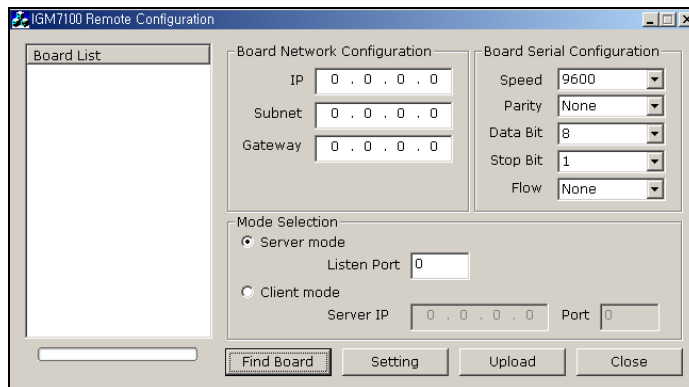 IGM7100 Remote Configuration
Board List
Board Network Configuration
IP 0 . 0 . 0 . 0
Subnet 0 . 0 . 0 . 0
Gateway 0 . 0 . 0 . 0
Board Serial Configuration
Speed 9600
Parity None
Data Bit 8
Stop Bit 1
Flow None
Mode Selection
Server mode
Listen Port 0
Client mode
Server IP 0 . 0 . 0 . 0 Port 0
Find Board Setting Upload Close